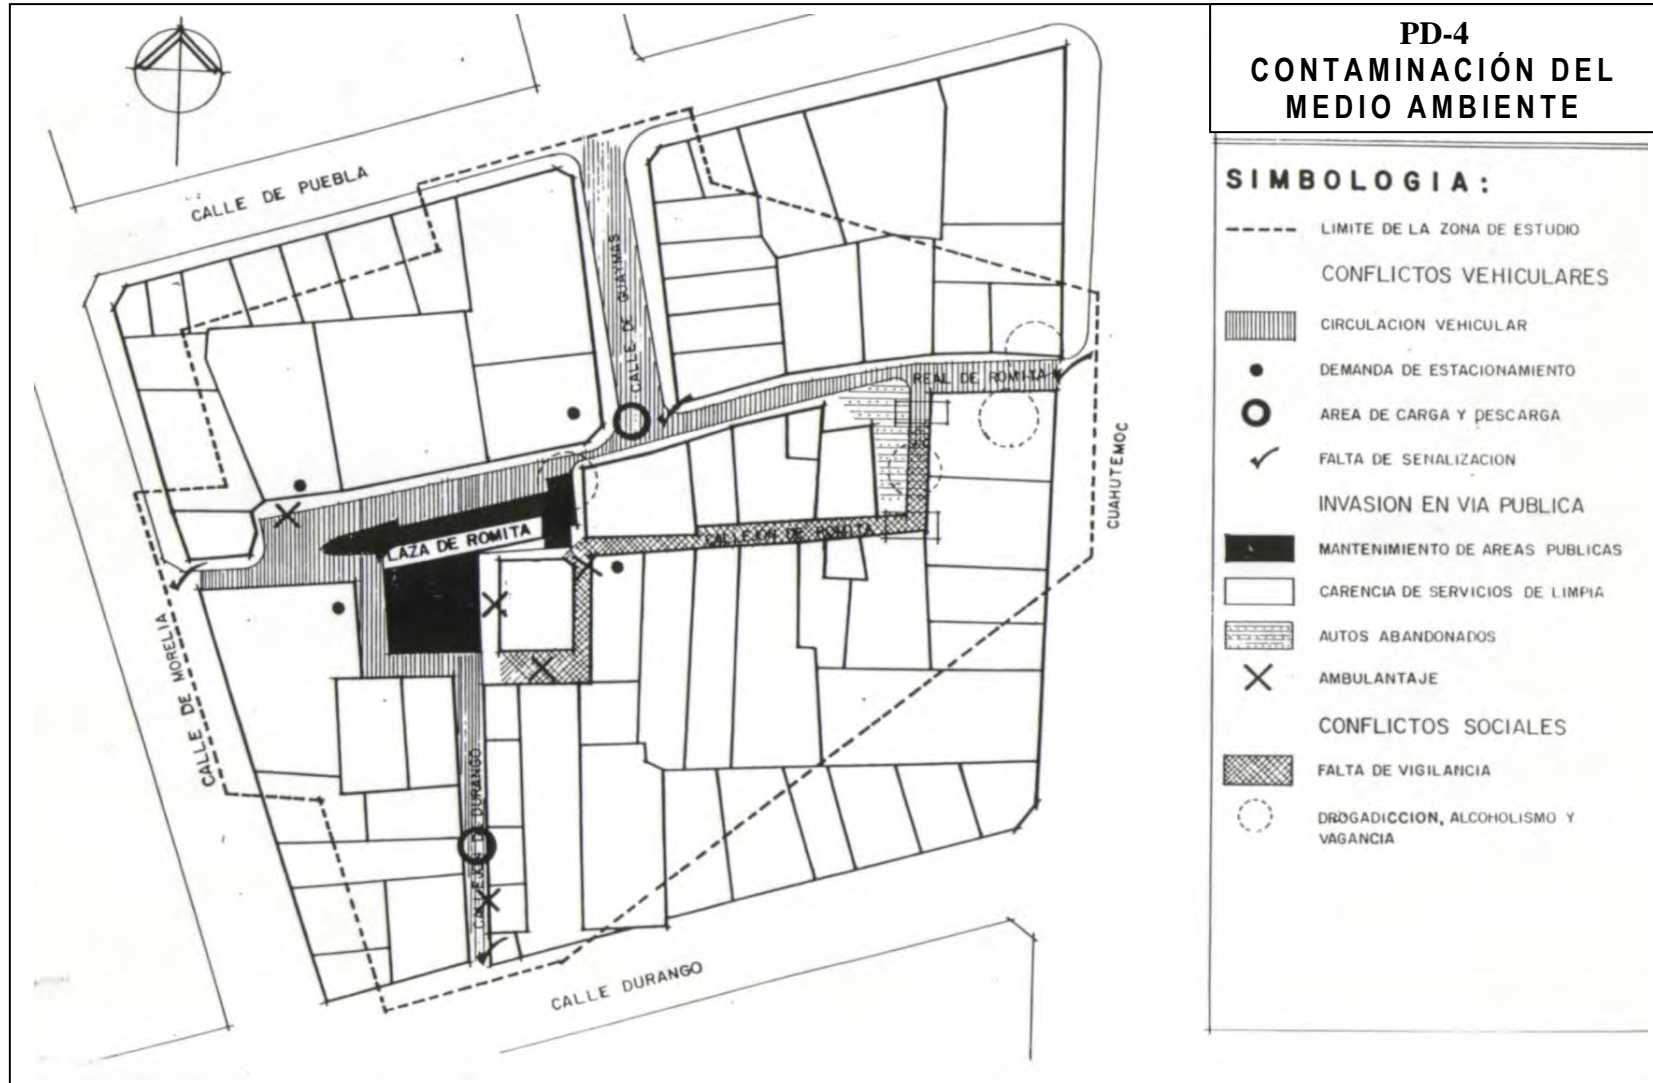 PD-4
CONTAMINACIÓN DEL
MEDIO AMBIENTE
SIMBOLOGIA:
LIMITE DE LA ZONA DE ESTUDIO
CONFLICTOS VEHICULARES
CIRCULACION VEHICULAR
DEMANDA DE ESTACIONAMIENTO
AREA DE CARGA Y DESCARGA
FALTA DE SENALIZACION
INVASION EN VIA PUBLICA
MANTENIMIENTO DE AREAS PUBLICAS
CARENCIA DE SERVICIOS DE LIMPIA
AUTOS ABANDONADOS
AMBULANTAJE
CONFLICTOS SOCIALES
FALTA DE VIGILANCIA
DROGADICCION, ALCOHOLISMO Y
VAGANCIA
CALLE DE PUEBLA
CALLE DE GUAYMAS
REAL DE ROMITA
CUAHUTEMOC
LAZA DE ROMITA
CALLEJON DE ROMITA
CALLE DE MORELIA
CALLEJON DE DURANGO
CALLE DURANGO